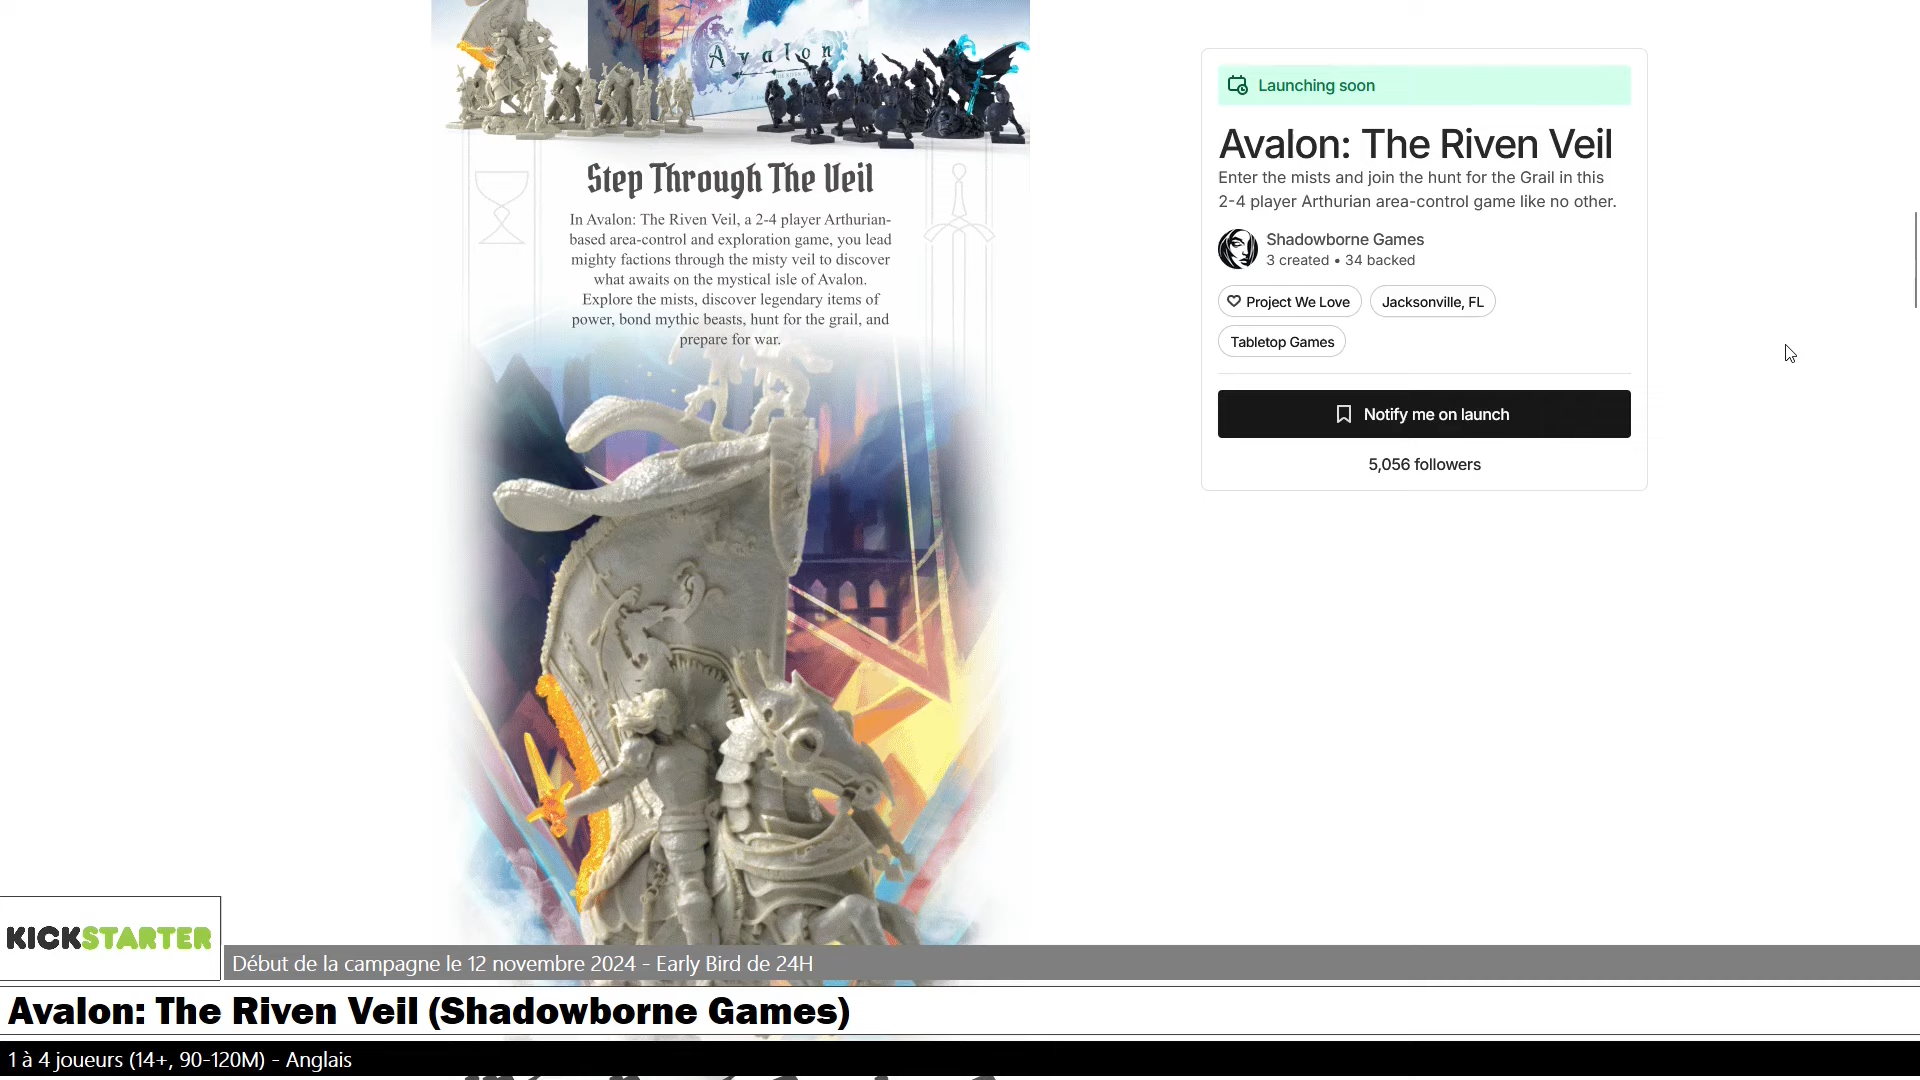 Avalon
Step Through The Veil
In Avalon: The Riven Veil, a 2-4 player Arthurian-
based area-control and exploration game, you lead
mighty factions through the misty veil to discover
what awaits on the mystical isle of Avalon.
Explore the mists, discover legendary items of
power, bond mythic beasts, hunt for the grail, and
prepare for war.
Launching soon
Avalon: The Riven Veil
Enter the mists and join the hunt for the Grail in this
2-4 player Arthurian area-control game like no other.
Shadowborne Games
3 created • 34 backed
Project We Love
Jacksonville, FL
Tabletop Games
Notify me on launch
5,056 followers
KICKSTARTER
Début de la campagne le 12 novembre 2024 - Early Bird de 24H
Avalon: The Riven Veil (Shadowborne Games)
1 à 4 joueurs (14+, 90-120M) - Anglais